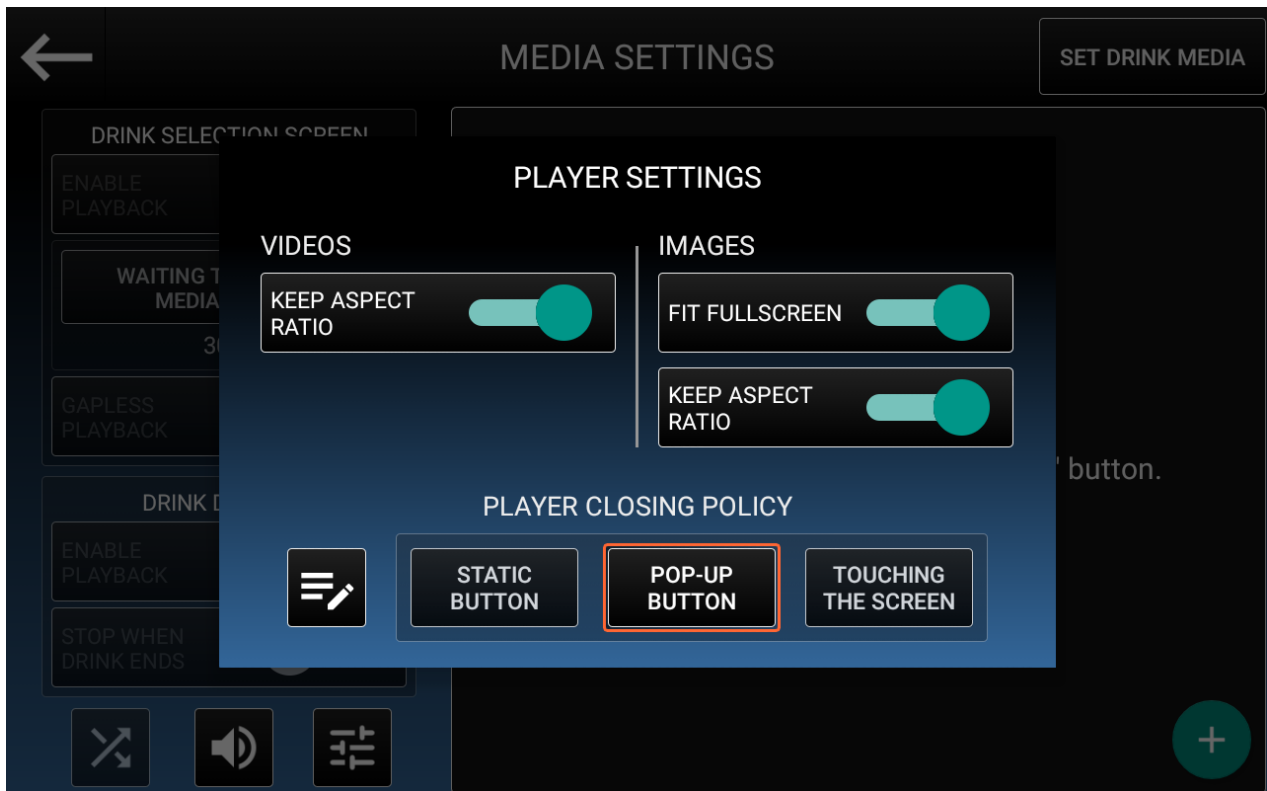 MEDIA SETTINGS
SET DRINK MEDIA
DRINK SELECTION SCREEN
ENABLE
PLAYBACK
WAITING
MEDIA
GAPLESS
PLAYBACK
DRINK
ENABLE
PLAYBACK
STOP WHEN
DRINK ENDS
PLAYER SETTINGS
VIDEOS
KEEP ASPECT
RATIO
IMAGES
FIT FULLSCREEN
KEEP ASPECT
RATIO
PLAYER CLOSING POLICY
STATIC
BUTTON
POP-UP
BUTTON
TOUCHING
THE SCREEN
button.